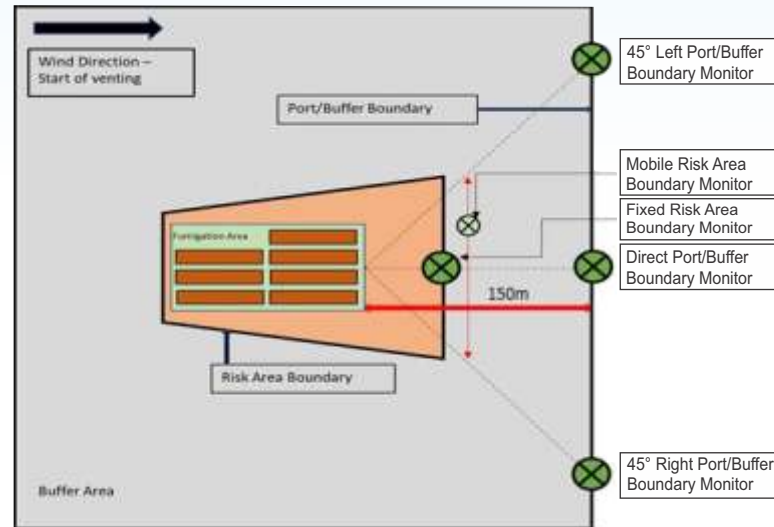 Wind Direction –
Start of venting
Port/Buffer Boundary
Fumigation Area
150m
Risk Area Boundary
Buffer Area
45° Left Port/Buffer
Boundary Monitor
Mobile Risk Area
Boundary Monitor
Fixed Risk Area
Boundary Monitor
Direct Port/Buffer
Boundary Monitor
45° Right Port/Buffer
Boundary Monitor